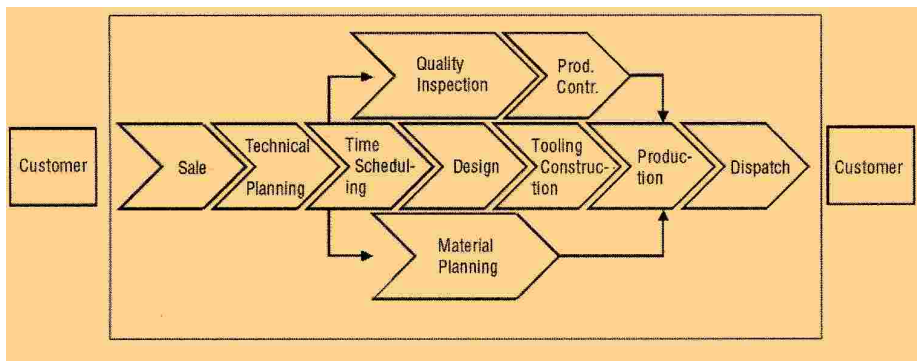 Quality
Inspection
Prod.
Contr.
Customer
Sale
Technical
Planning
Time
Schedul-
ing
Design
Tooling
Construc-
tion
Produc-
tion
Dispatch
Customer
Material
Planning